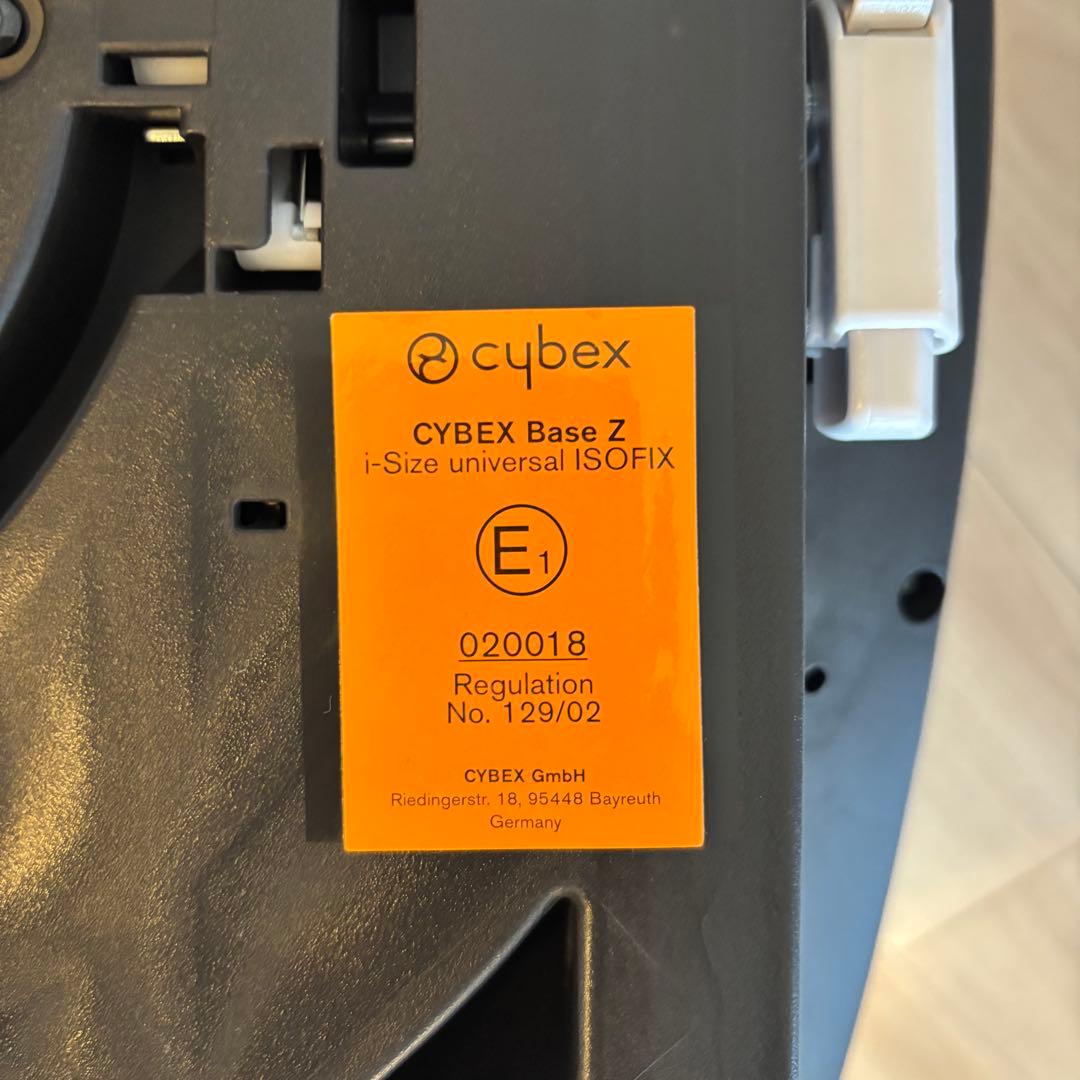 cybex
CYBEX Base Z
i-Size universal ISOFIX
E1
020018
Regulation
No. 129/02
CYBEX GmbH
Riedingerstr. 18, 95448 Bayreuth
Germany